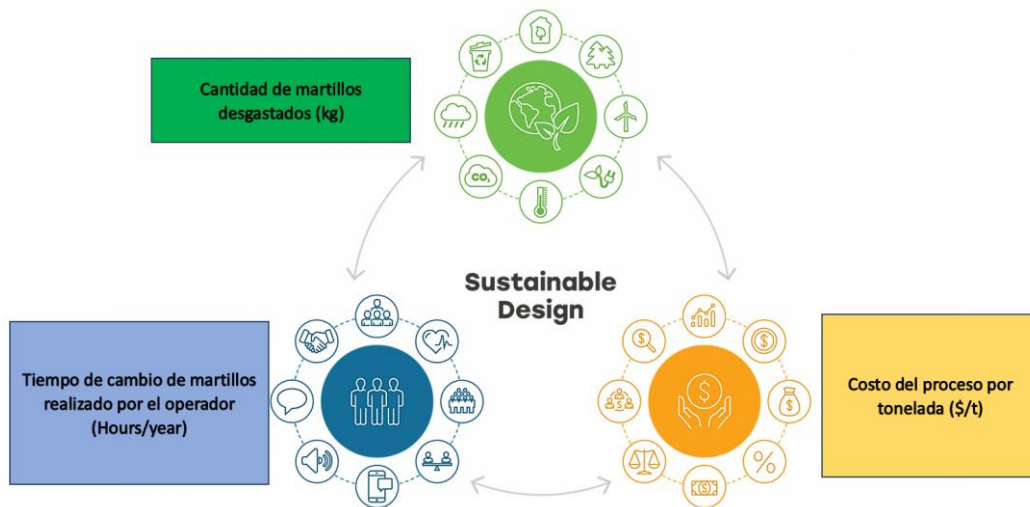 Cantidad de martillos
desgastados (kg)
CO₂
Sustainable
Design
Tiempo de cambio de martillos
realizado por el operador
(Hours/year)
Costo del proceso por
tonelada ($/t)